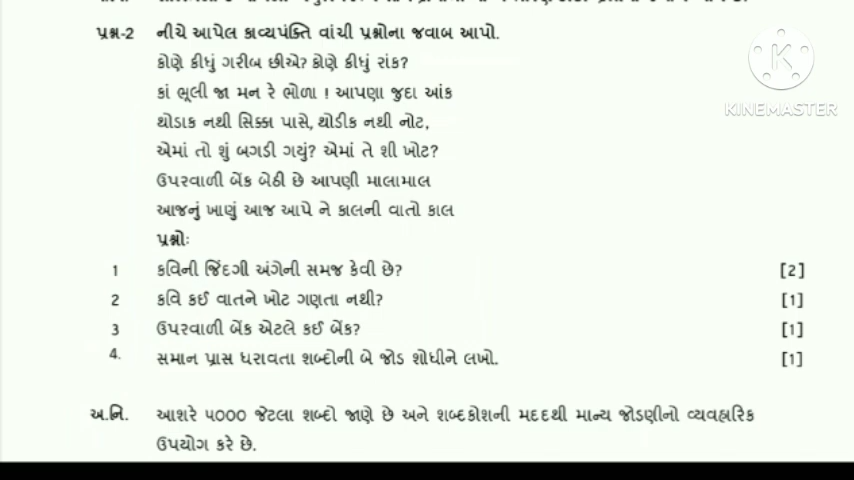 પ્રશ્ન-2 નીચે આપેલ કાવ્યપંક્તિ વાંચી પ્રશ્નોના જવાબ આપો.
કોણે કીધું ગરીબ છીએ? કોણે કીધું રાંક?
કાં ભૂલી જા મન રે ભોળા ! આપણા જુદા આંક
થોડાક નથી સિક્કા પાસે, થોડીક નથી નોટ,
એમાં તો શું બગડી ગયું? એમાં તે શી ખોટ?
ઉપરવાળી બેંક બેઠી છે આપણી માલામાલ
આજનું ખાણું આજ આપે ને કાલની વાતો કાલ
પ્રશ્નોઃ
1 કવિની જિંદગી અંગેની સમજ કેવી છે? [2]
2 કવિ કઈ વાતને ખોટ ગણતા નથી? [1]
3 ઉપરવાળી બેંક એટલે કઈ બેંક? [1]
4. સમાન પ્રાસ ધરાવતા શબ્દોની બે જોડ શોધીને લખો. [1]
અ.નિ. આશરે ૫૦૦૦ જેટલા શબ્દો જાણે છે અને શબ્દકોશની મદદથી માન્ય જોડણીનો વ્યવહારિક
ઉપયોગ કરે છે.
K
KINEMASTER